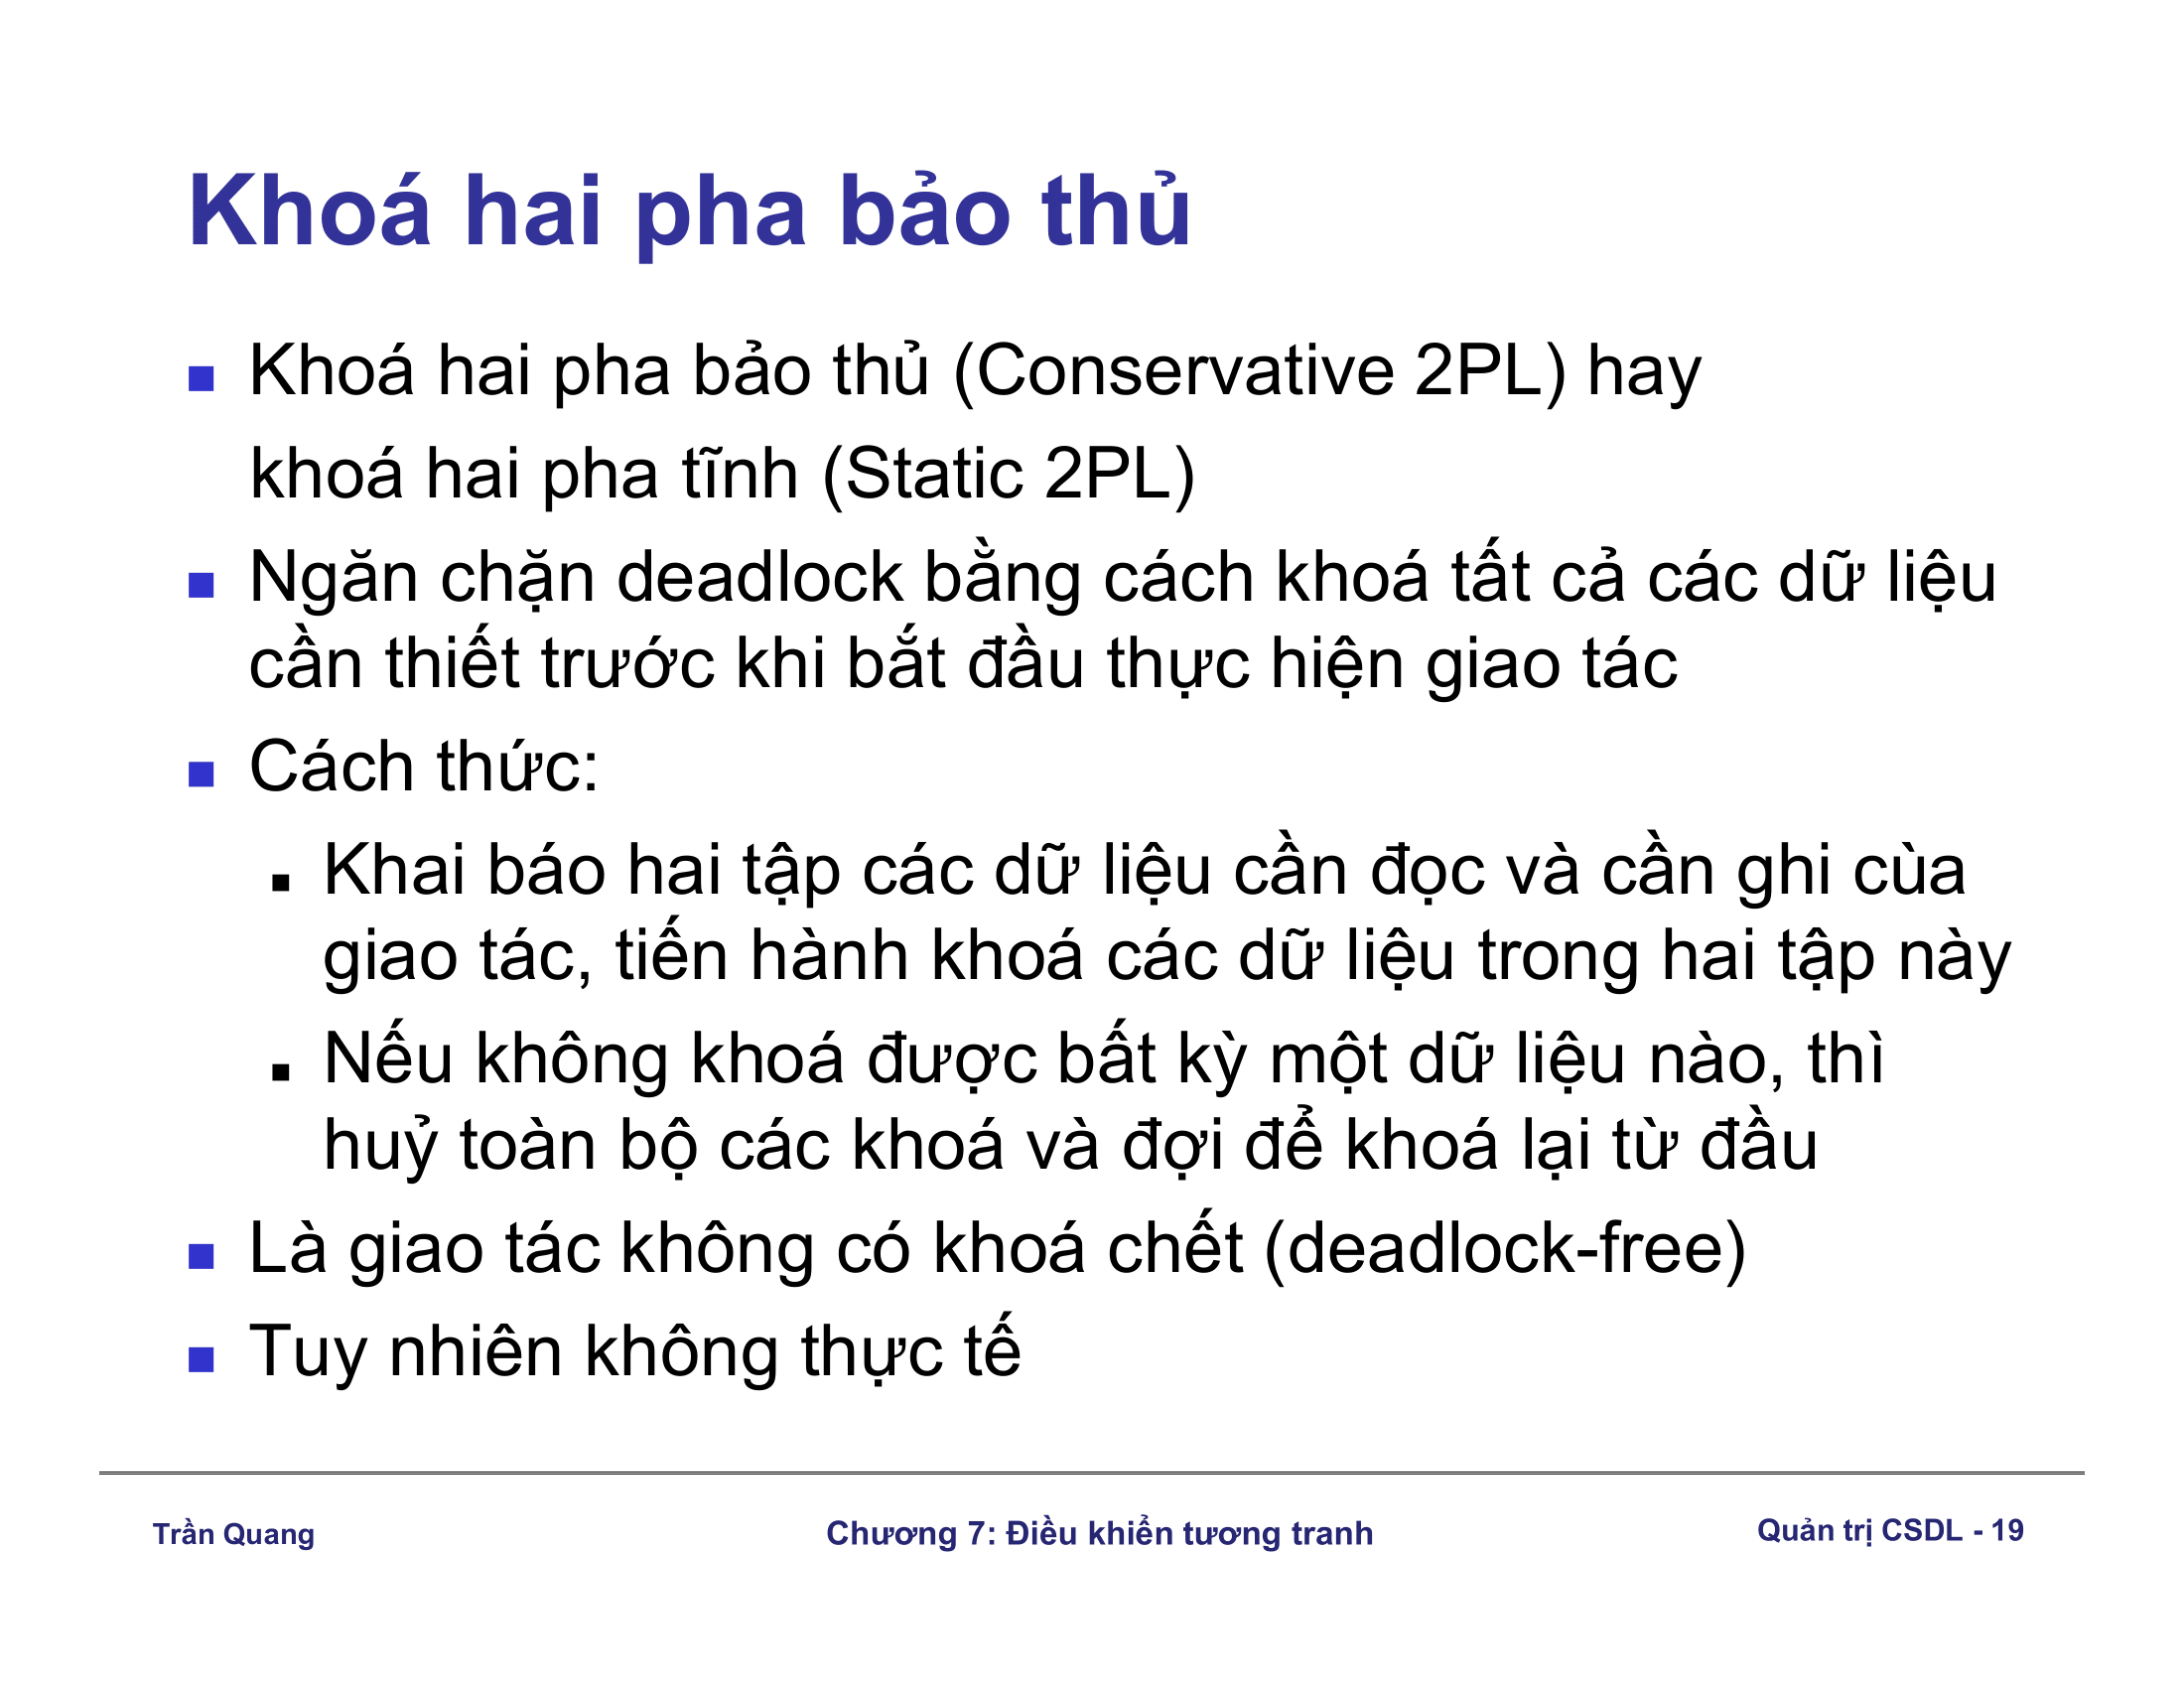 Khoá hai pha bảo thủ
Khoá hai pha bảo thủ (Conservative 2PL) hay
khoá hai pha tĩnh (Static 2PL)
Ngăn chặn deadlock bằng cách khoá tất cả các dữ liệu
cần thiết trước khi bắt đầu thực hiện giao tác
Cách thức:
Khai báo hai tập các dữ liệu cần đọc và cần ghi cùa
giao tác, tiến hành khoá các dữ liệu trong hai tập này
Nếu không khoá được bất kỳ một dữ liệu nào, thì
huỷ toàn bộ các khoá và đợi để khoá lại từ đầu
Là giao tác không có khoá chết (deadlock-free)
Tuy nhiên không thực tế
Trần Quang
Chương 7: Điều khiển tương tranh
Quản trị CSDL - 19